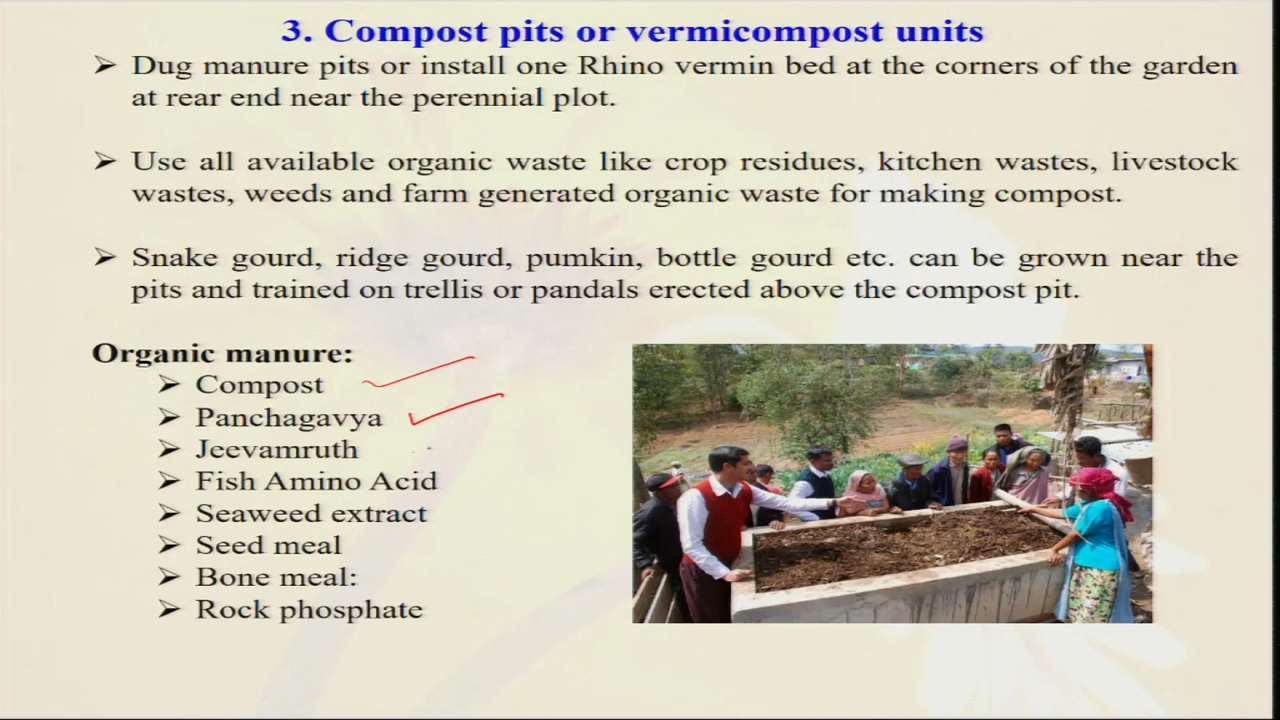 3. Compost pits or vermicompost units
➢ Dug manure pits or install one Rhino vermin bed at the corners of the garden
at rear end near the perennial plot.
➢ Use all available organic waste like crop residues, kitchen wastes, livestock
wastes, weeds and farm generated organic waste for making compost.
➢ Snake gourd, ridge gourd, pumkin, bottle gourd etc. can be grown near the
pits and trained on trellis or pandals erected above the compost pit.
Organic manure:
➢ Compost
➢ Panchagavya
➢ Jeevamruth
➢ Fish Amino Acid
➢ Seaweed extract
➢ Seed meal
➢ Bone meal:
➢ Rock phosphate